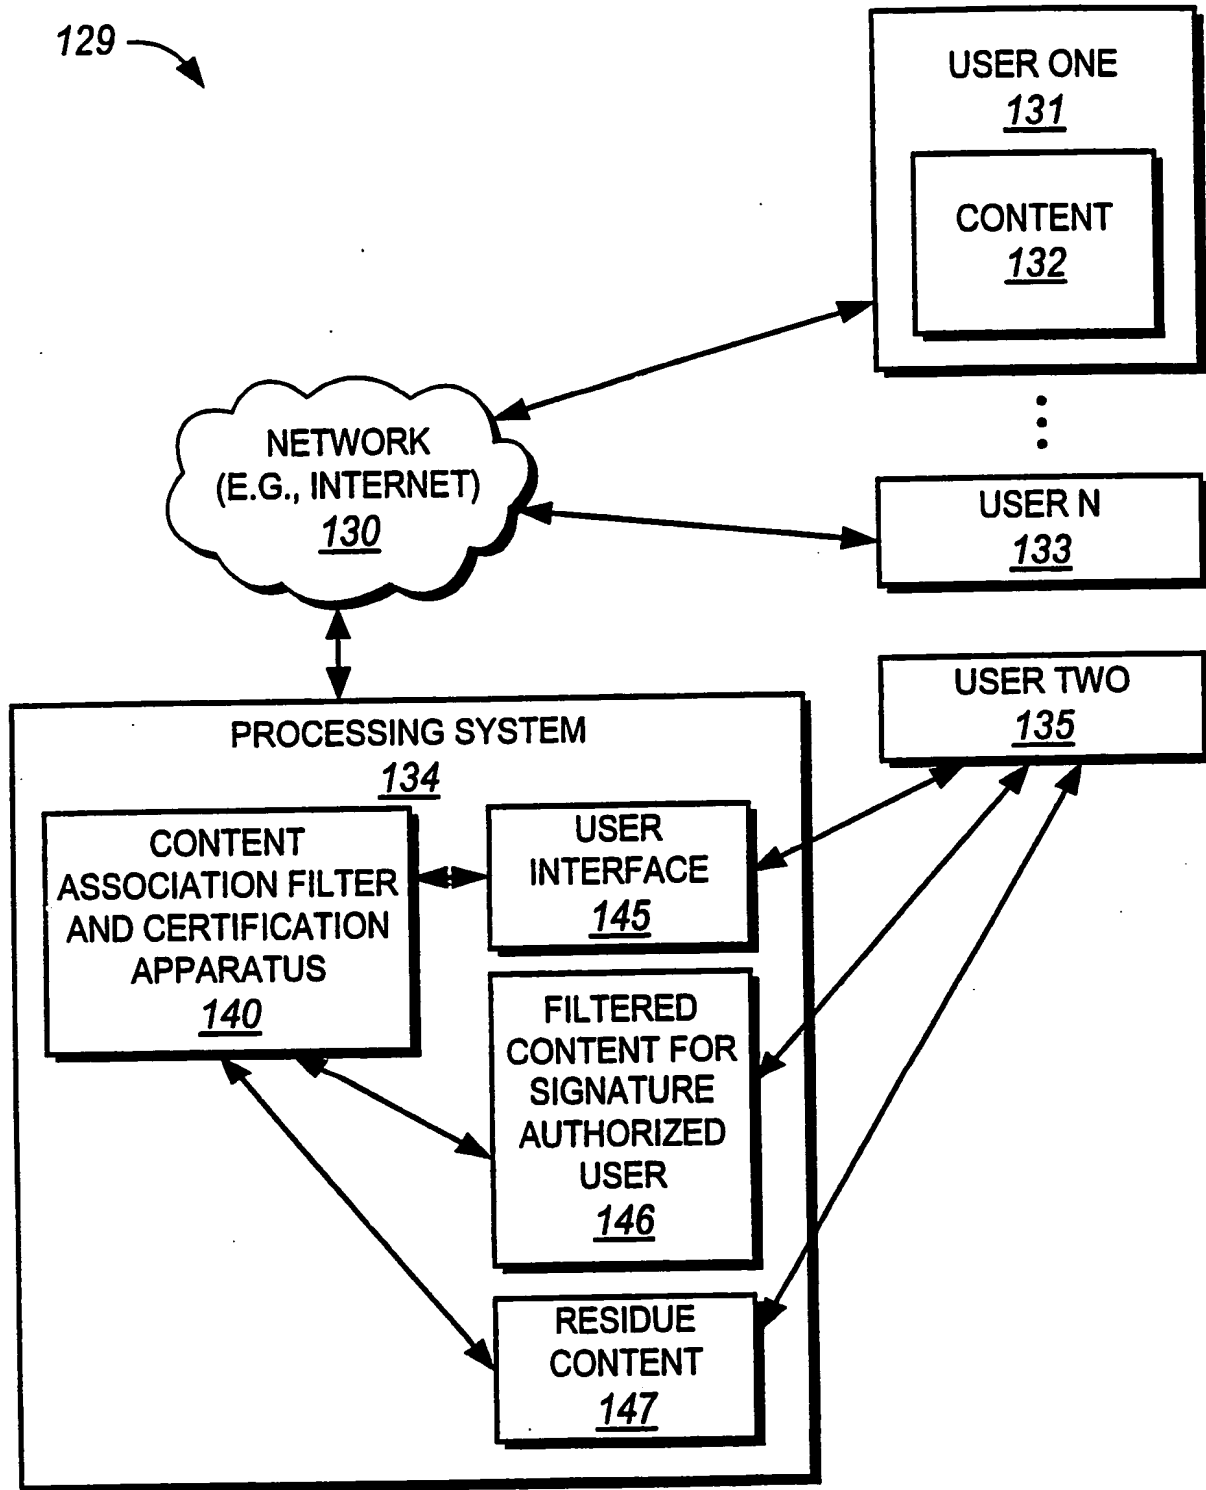 129
USER ONE
131
CONTENT
132
NETWORK
(E.G., INTERNET)
130
USER N
133
USER TWO
135
PROCESSING SYSTEM
134
CONTENT
ASSOCIATION FILTER
AND CERTIFICATION
APPARATUS
140
USER
INTERFACE
145
FILTERED
CONTENT FOR
SIGNATURE
AUTHORIZED
USER
146
RESIDUE
CONTENT
147